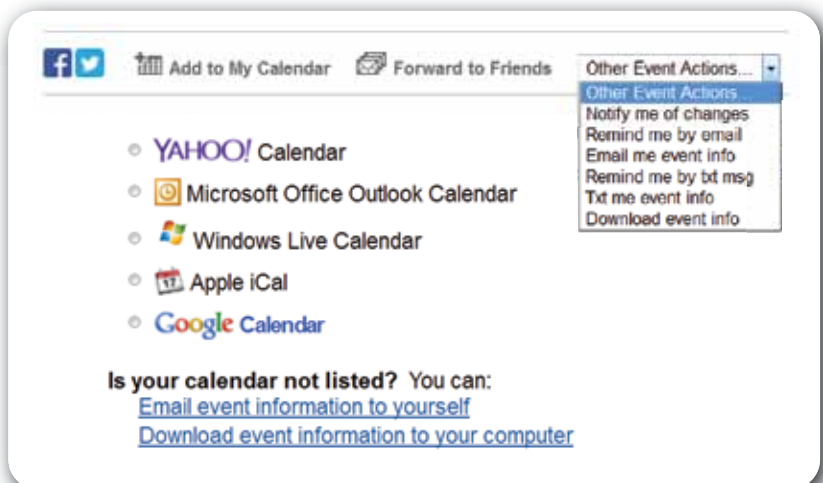 Add to My Calendar Forward to Friends Other Event Actions...
Other Event Actions...
Notify me of changes
Remind me by email
Email me event info
Remind me by txt msg
Txt me event info
Download event info
YAHOO! Calendar
Microsoft Office Outlook Calendar
Windows Live Calendar
17 Apple iCal
Google Calendar
Is your calendar not listed? You can:
Email event information to yourself
Download event information to your computer